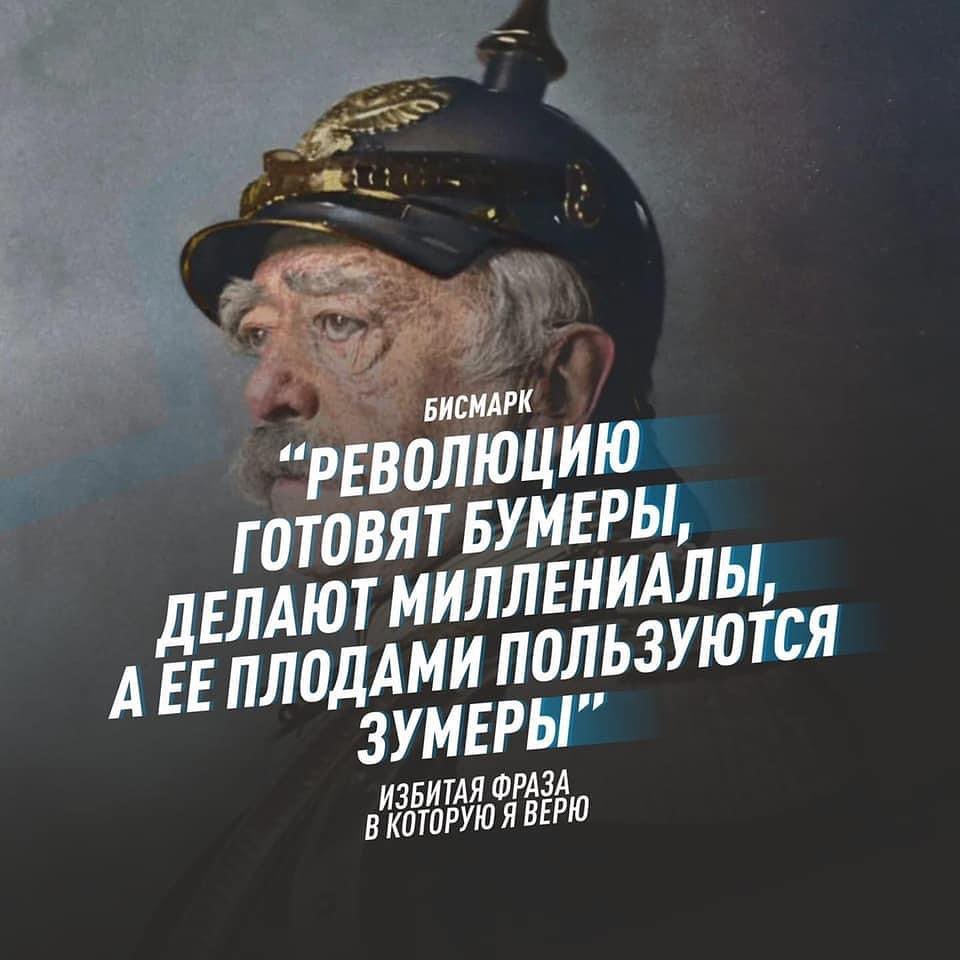 БИСМАРК
“РЕВОЛЮЦИЮ
ГОТОВЯТ БУМЕРЫ,
ДЕЛАЮТ МИЛЛЕНИАЛЫ,
А ЕЕ ПЛОДАМИ ПОЛЬЗУЮТСЯ
ЗУМЕРЫ”
ИЗБИТАЯ ФРАЗА
В КОТОРУЮ Я ВЕРЮ